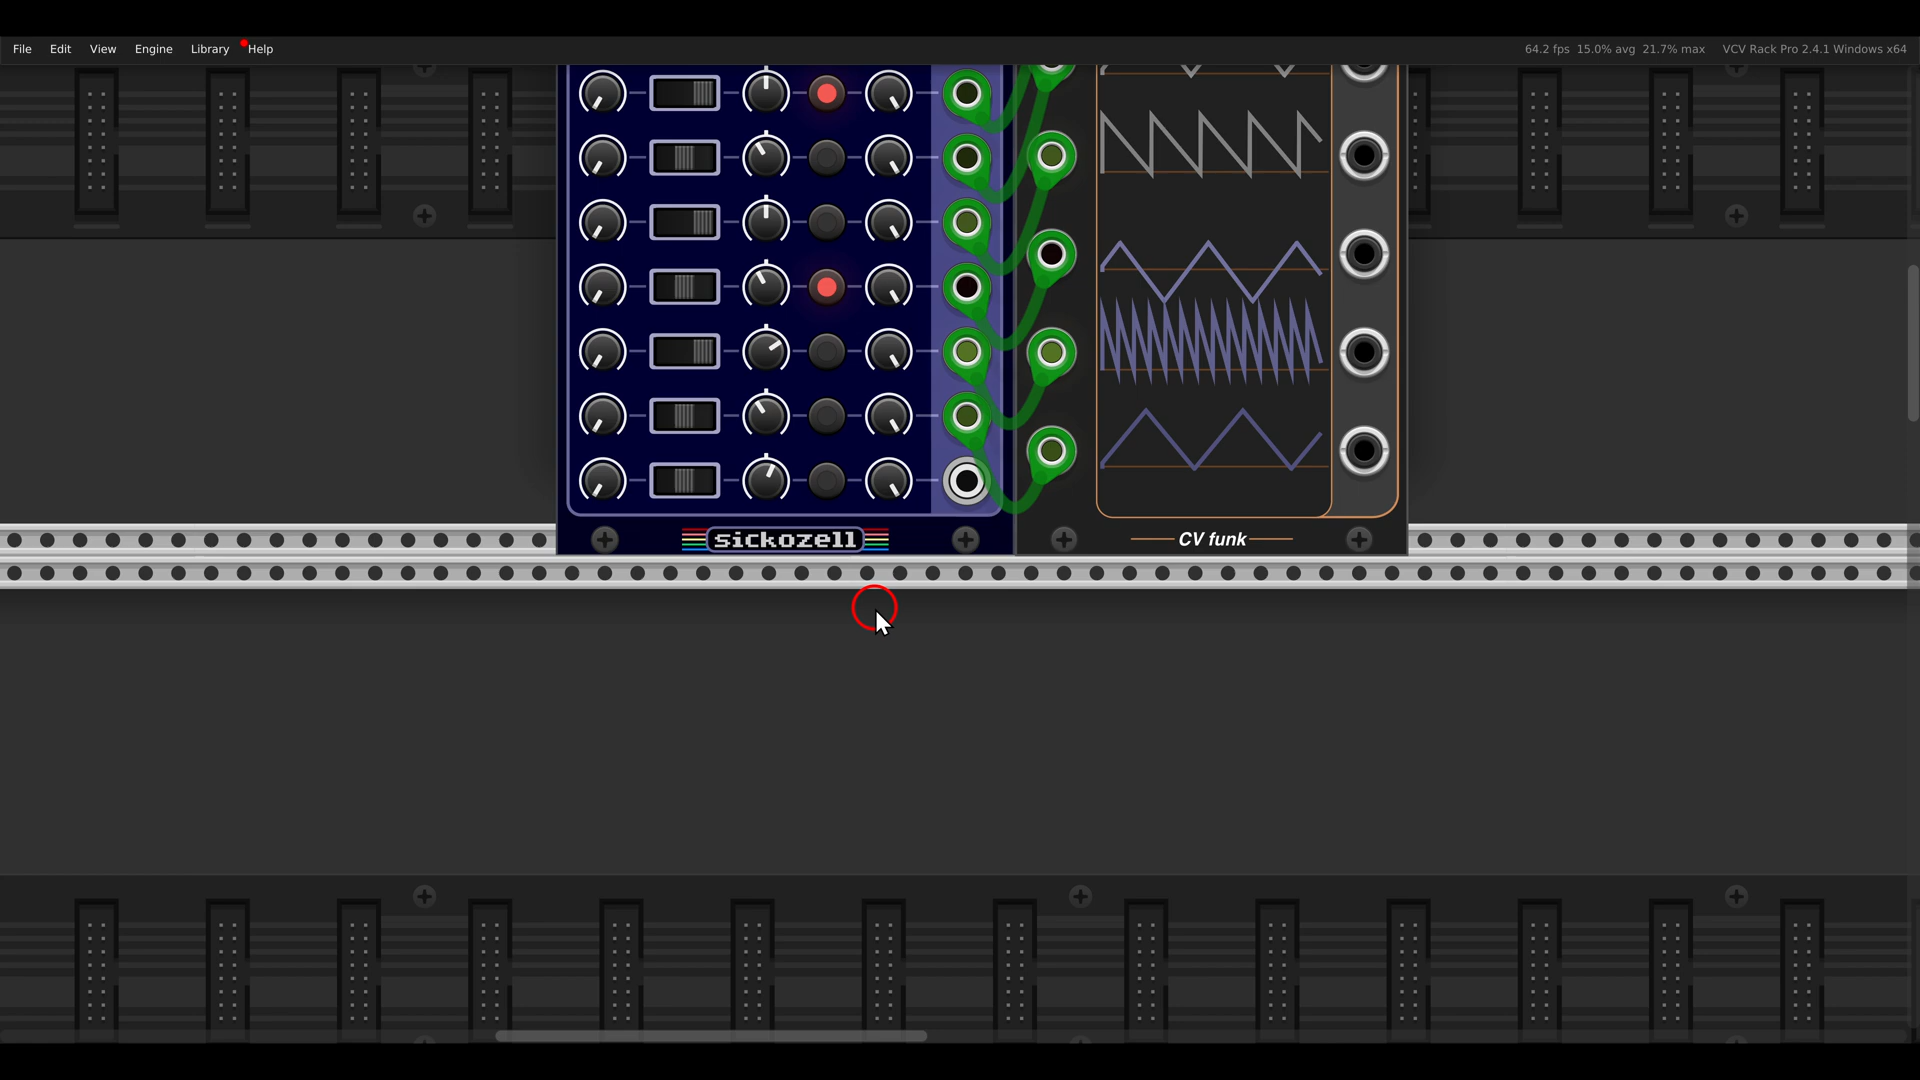 File Edit View Engine Library Help 64.2 fps 15.0% avg 21.7% max VCV Rack Pro 2.4.1 Windows x64
sickozell CV funk